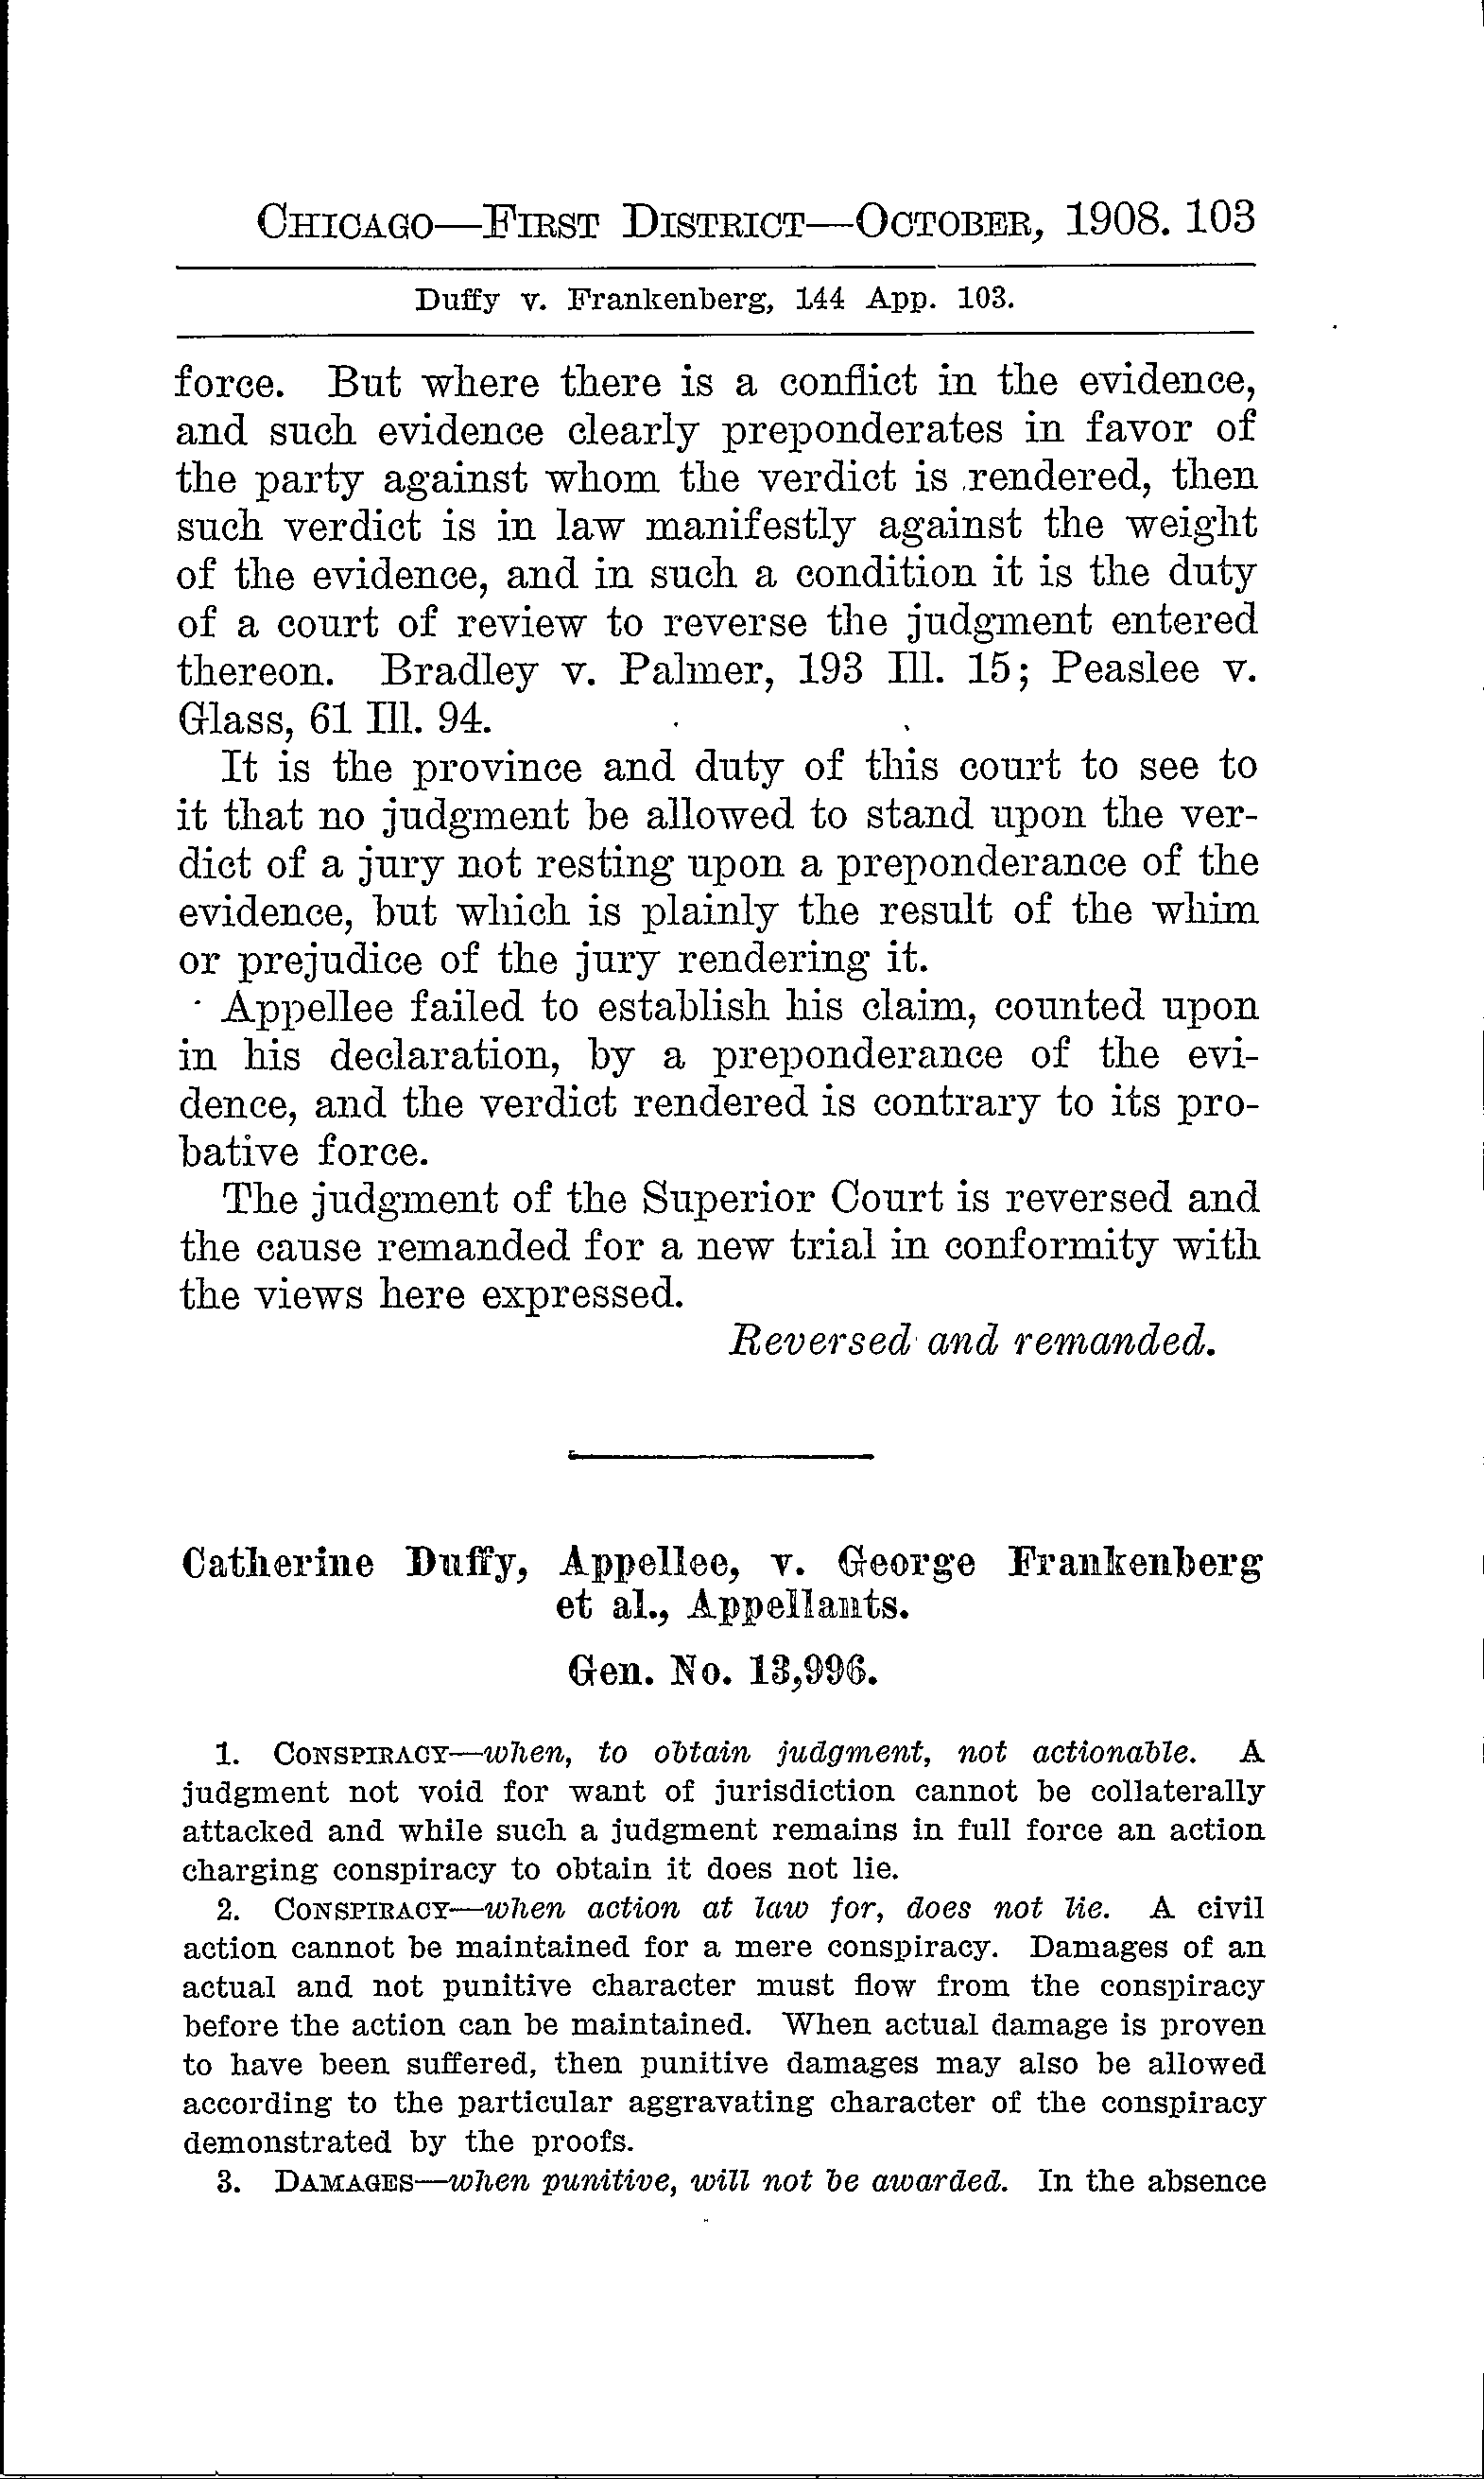 CHICAGO—FIRST DISTRICT—OCTOBER, 1908. 103
Duffy v. Frankenberg, 144 App. 103.
force. But where there is a conflict in the evidence,
and such evidence clearly preponderates in favor of
the party against whom the verdict is rendered, then
such verdict is in law manifestly against the weight
of the evidence, and in such a condition it is the duty
of a court of review to reverse the judgment entered
thereon. Bradley v. Palmer, 193 Ill. 15; Peaslee v.
Glass, 61 Ill. 94.
It is the province and duty of this court to see to
it that no judgment be allowed to stand upon the ver-
dict of a jury not resting upon a preponderance of the
evidence, but which is plainly the result of the whim
or prejudice of the jury rendering it.
Appellee failed to establish his claim, counted upon
in his declaration, by a preponderance of the evi-
dence, and the verdict rendered is contrary to its pro-
bative force.
The judgment of the Superior Court is reversed and
the cause remanded for a new trial in conformity with
the views here expressed.
Reversed and remanded.
Catherine Duffy, Appellee, v. George Frankenberg
et al., Appellants.
Gen. No. 13,996.
1. CONSPIRACY—when, to obtain judgment, not actionable. A
judgment not void for want of jurisdiction cannot be collaterally
attacked and while such a judgment remains in full force an action
charging conspiracy to obtain it does not lie.
2. CONSPIRACY—when action at law for, does not lie. A civil
action cannot be maintained for a mere conspiracy. Damages of an
actual and not punitive character must flow from the conspiracy
before the action can be maintained. When actual damage is proven
to have been suffered, then punitive damages may also be allowed
according to the particular aggravating character of the conspiracy
demonstrated by the proofs.
3. DAMAGES—when punitive, will not be awarded. In the absence